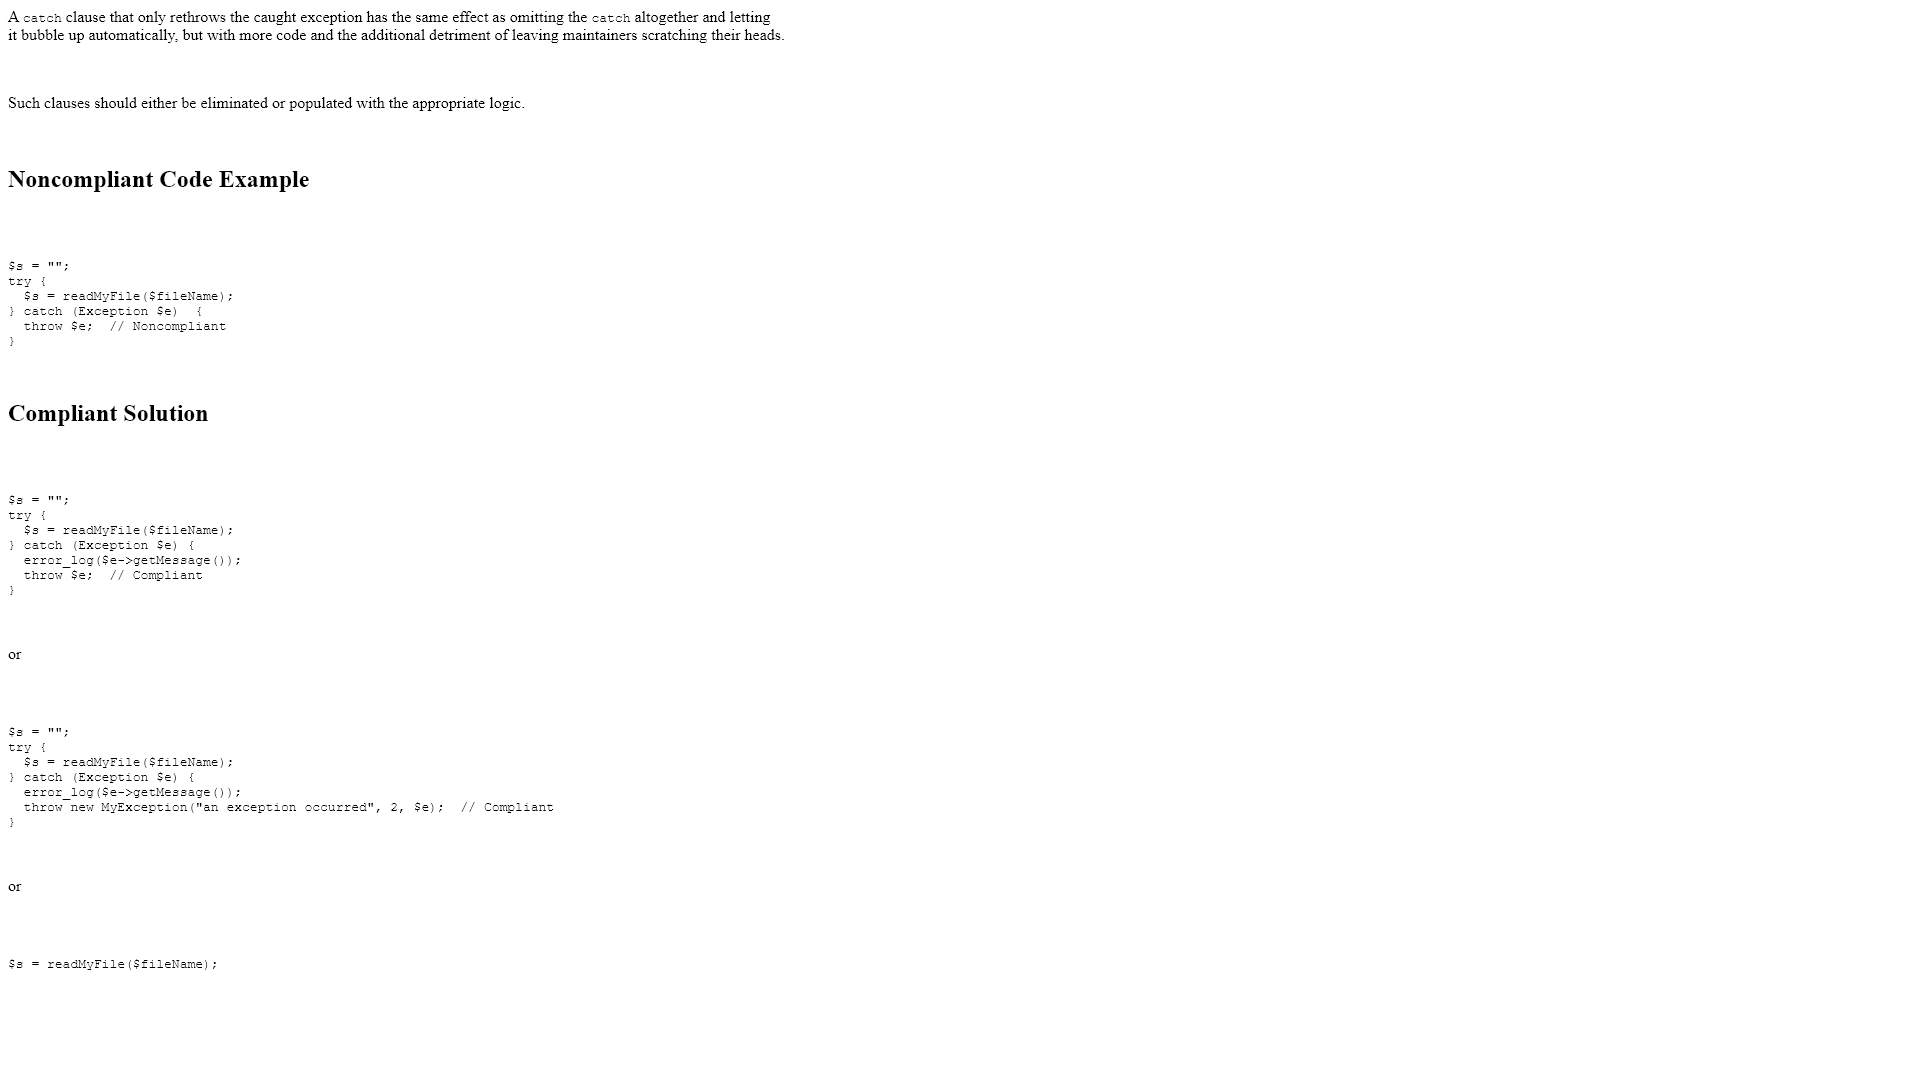 A catch clause that only rethrows the caught exception has the same effect as omitting the catch altogether and letting
it bubble up automatically, but with more code and the additional detriment of leaving maintainers scratching their heads.
Such clauses should either be eliminated or populated with the appropriate logic.
Noncompliant Code Example
$s = "";
try {
  $s = readMyFile($fileName);
} catch (Exception $e)  {
  throw $e;  // Noncompliant
}
Compliant Solution
$s = "";
try {
  $s = readMyFile($fileName);
} catch (Exception $e) {
  error_log($e->getMessage());
  throw $e;  // Compliant
}
or
$s = "";
try {
  $s = readMyFile($fileName);
} catch (Exception $e) {
  error_log($e->getMessage());
  throw new MyException("an exception occurred", 2, $e);  // Compliant
}
or
$s = readMyFile($fileName);